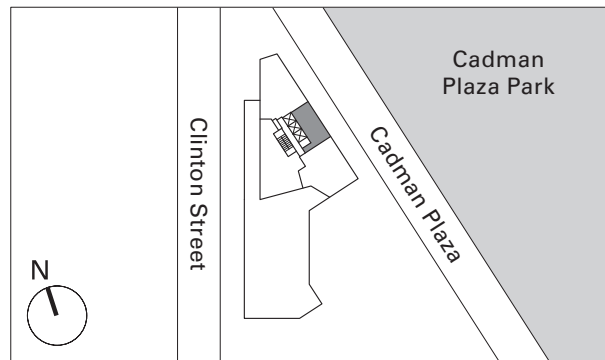 Cadman
Plaza Park
Clinton Street
Cadman Plaza
N